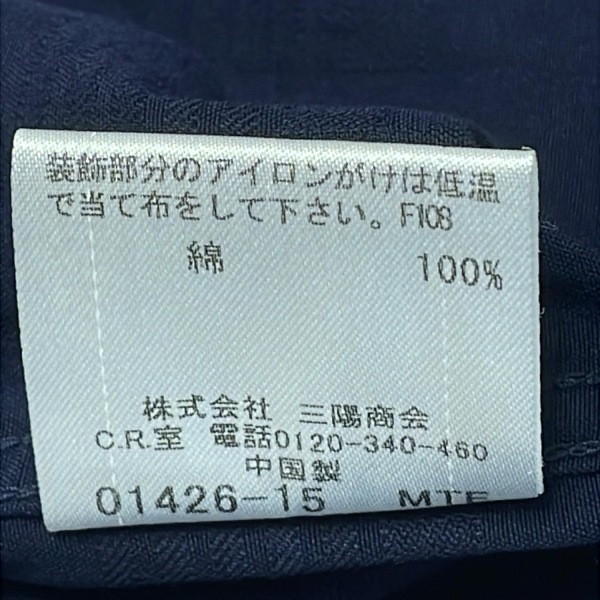 装飾部分のアイロンがけは低温
で当て布をして下さい。F108
綿 100%
株式会社 三陽商会
C.R.室 電話0120-340-460
中国製
01426-15 MTE